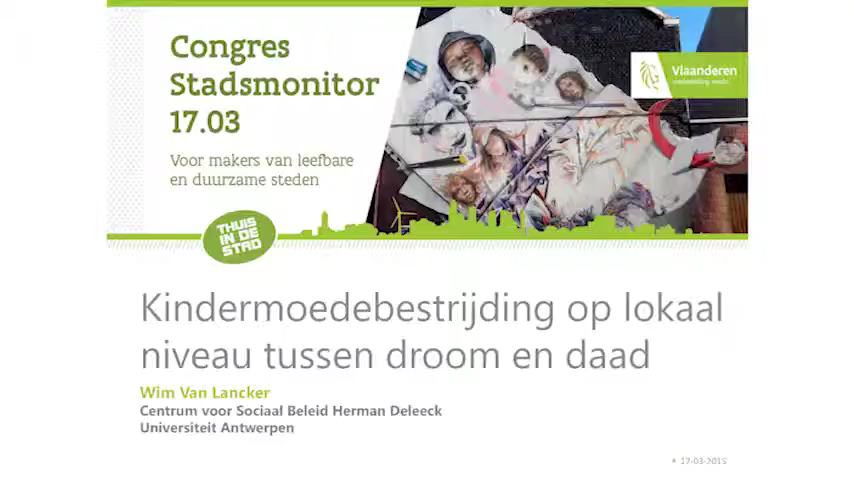 Congres
Stadsmonitor
17.03
Voor makers van leefbare
en duurzame steden
Vlaanderen
THUIS
IN DE
STAD
Kindermoedebestrijding op lokaal
niveau tussen droom en daad
Wim Van Lancker
Centrum voor Sociaal Beleid Herman Deleeck
Universiteit Antwerpen
• 17-03-2015